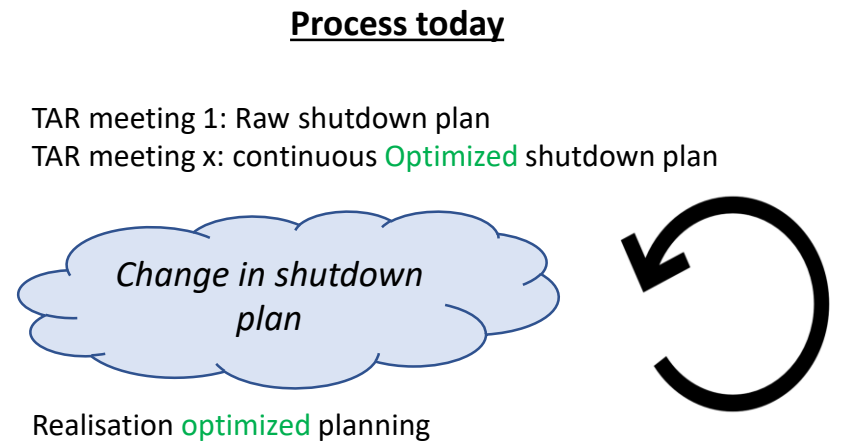 Process today
TAR meeting 1: Raw shutdown plan
TAR meeting x: continuous Optimized shutdown plan
Change in shutdown
plan
Realisation optimized planning